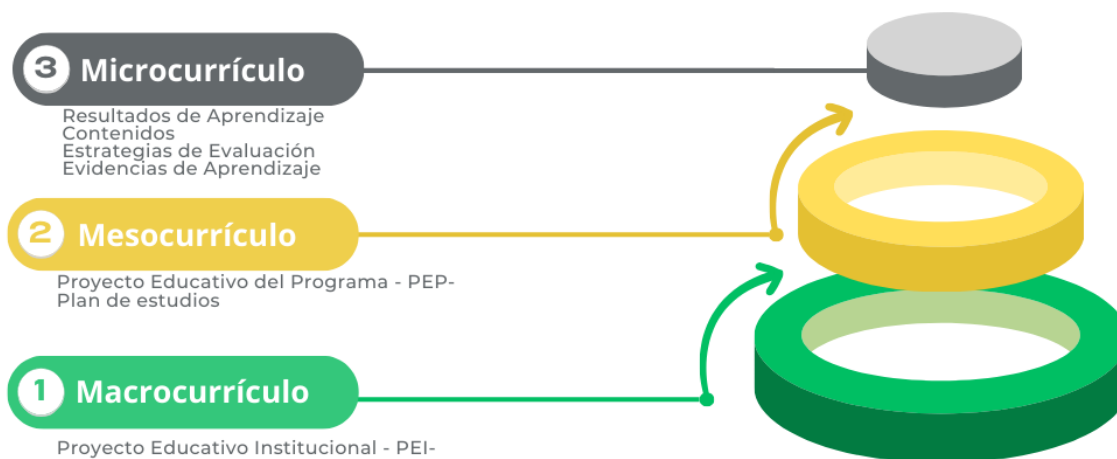 3 Microcurrículo
Resultados de Aprendizaje
Contenidos
Estrategias de Evaluación
Evidencias de Aprendizaje
2 Mesocurrículo
Proyecto Educativo del Programa - PEP-
Plan de estudios
1 Macrocurrículo
Proyecto Educativo Institucional - PEI-